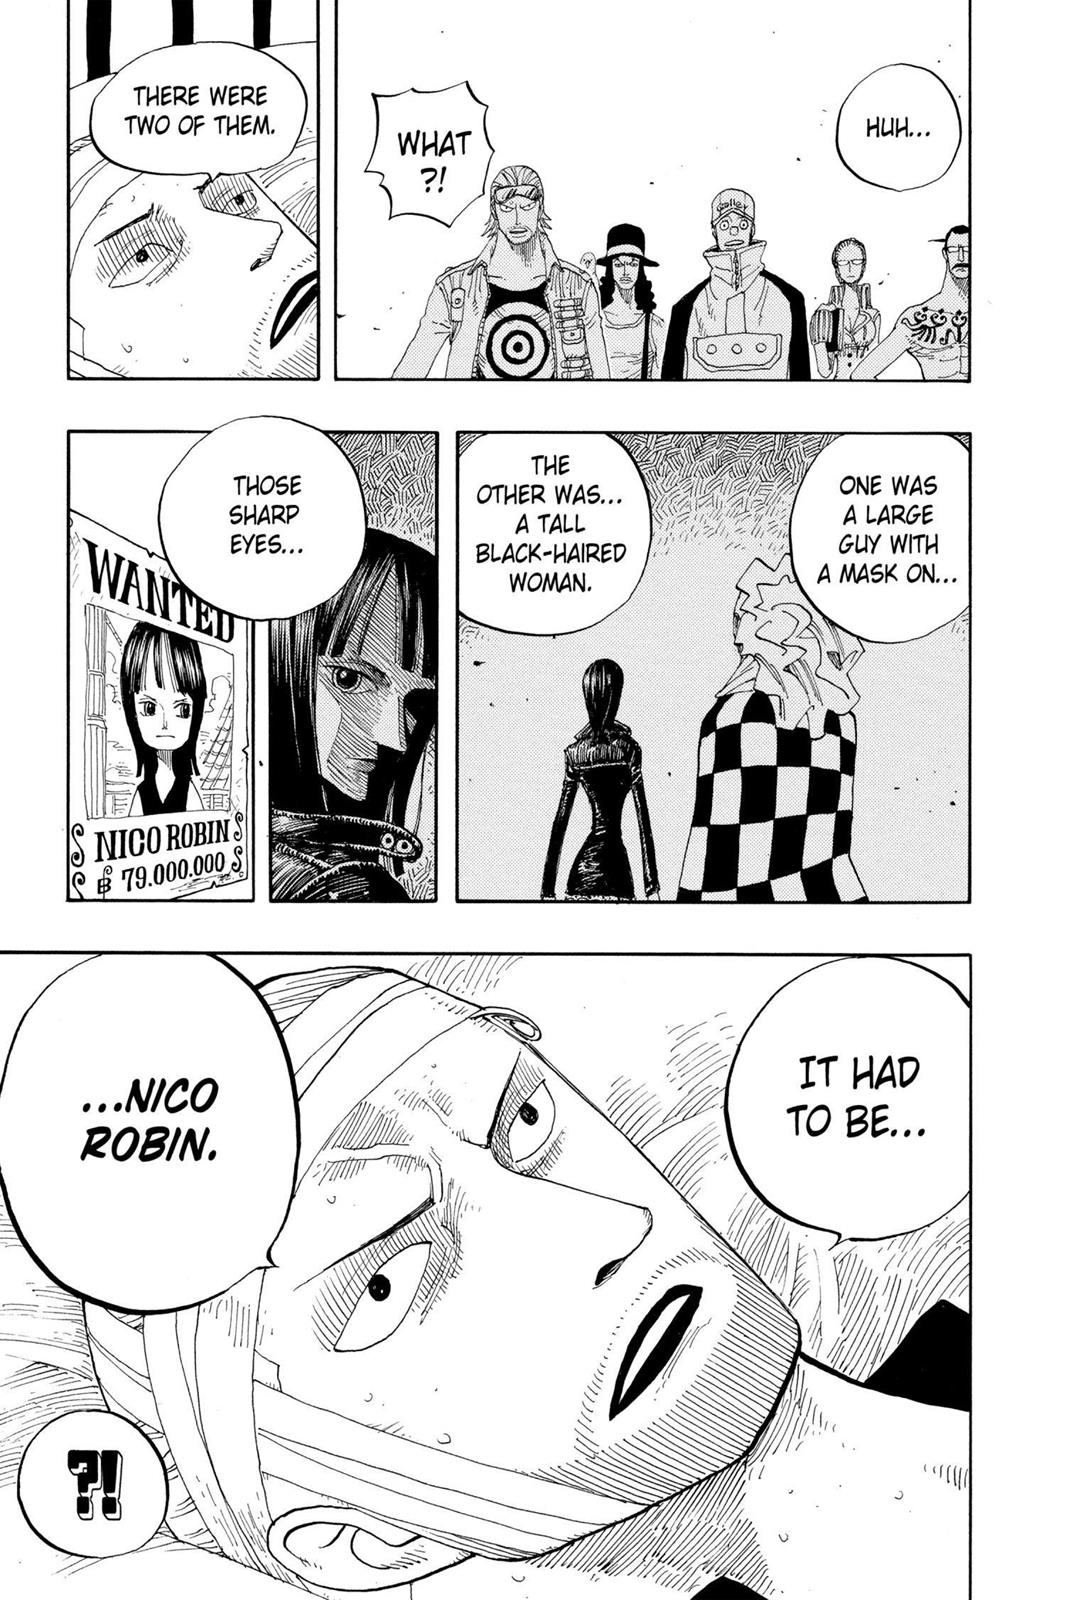 HUH...
Galley
WHAT
?!
THERE WERE
TWO OF THEM.
ONE WAS
A LARGE
GUY WITH
A MASK ON...
THE
OTHER WAS...
A TALL
BLACK-HAIRED
WOMAN.
THOSE
SHARP
EYES...
WANTED
NICO ROBIN
฿ 79.000.000
IT HAD
TO BE...
...NICO
ROBIN.
?!